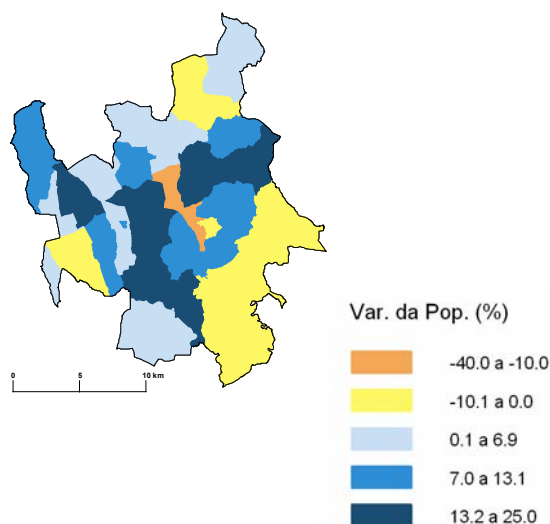 0 5 10 km
Var. da Pop. (%)
-40.0 a -10.0
-10.1 a 0.0
0.1 a 6.9
7.0 a 13.1
13.2 a 25.0